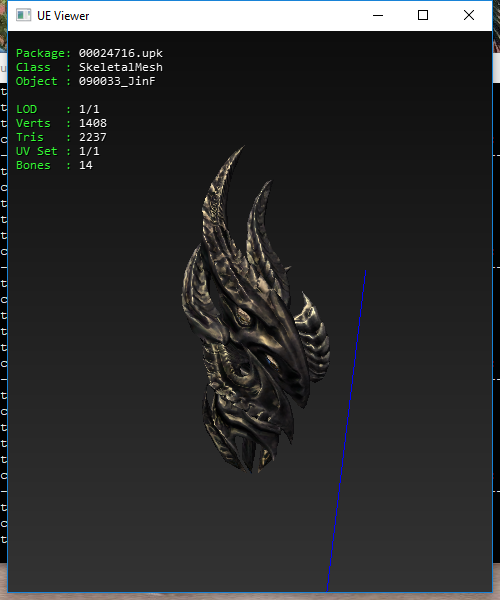 UE Viewer
Package: 00024716.upk
Class : SkeletalMesh
Object : 090033_JinF
LOD : 1/1
Verts : 1408
Tris : 2237
UV Set : 1/1
Bones : 14